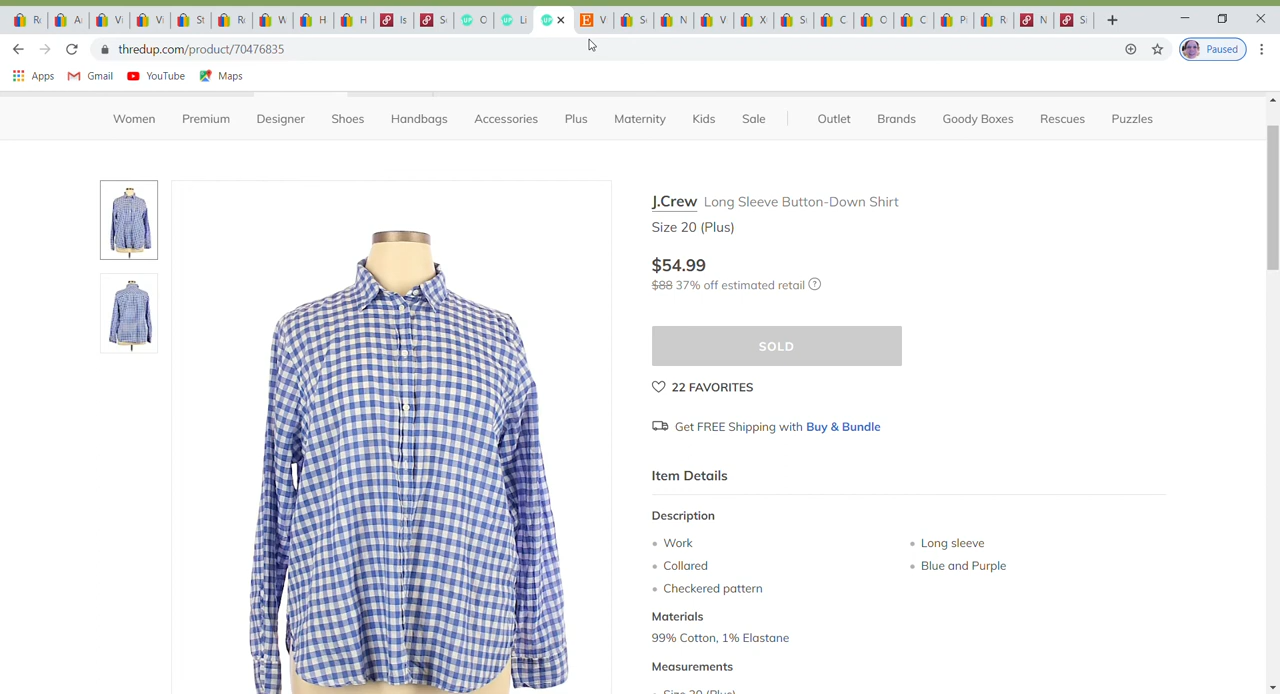 thredup.com/product/70476835
Paused
Apps Gmail YouTube Maps
Women Premium Designer Shoes Handbags Accessories Plus Maternity Kids Sale Outlet Brands Goody Boxes Rescues Puzzles
J.Crew Long Sleeve Button-Down Shirt
Size 20 (Plus)
$54.99
$88 37% off estimated retail ?
SOLD
22 FAVORITES
Get FREE Shipping with Buy & Bundle
Item Details
Description
Work
Long sleeve
Collared
Blue and Purple
Checkered pattern
Materials
99% Cotton, 1% Elastane
Measurements
Size 20 (Plus)